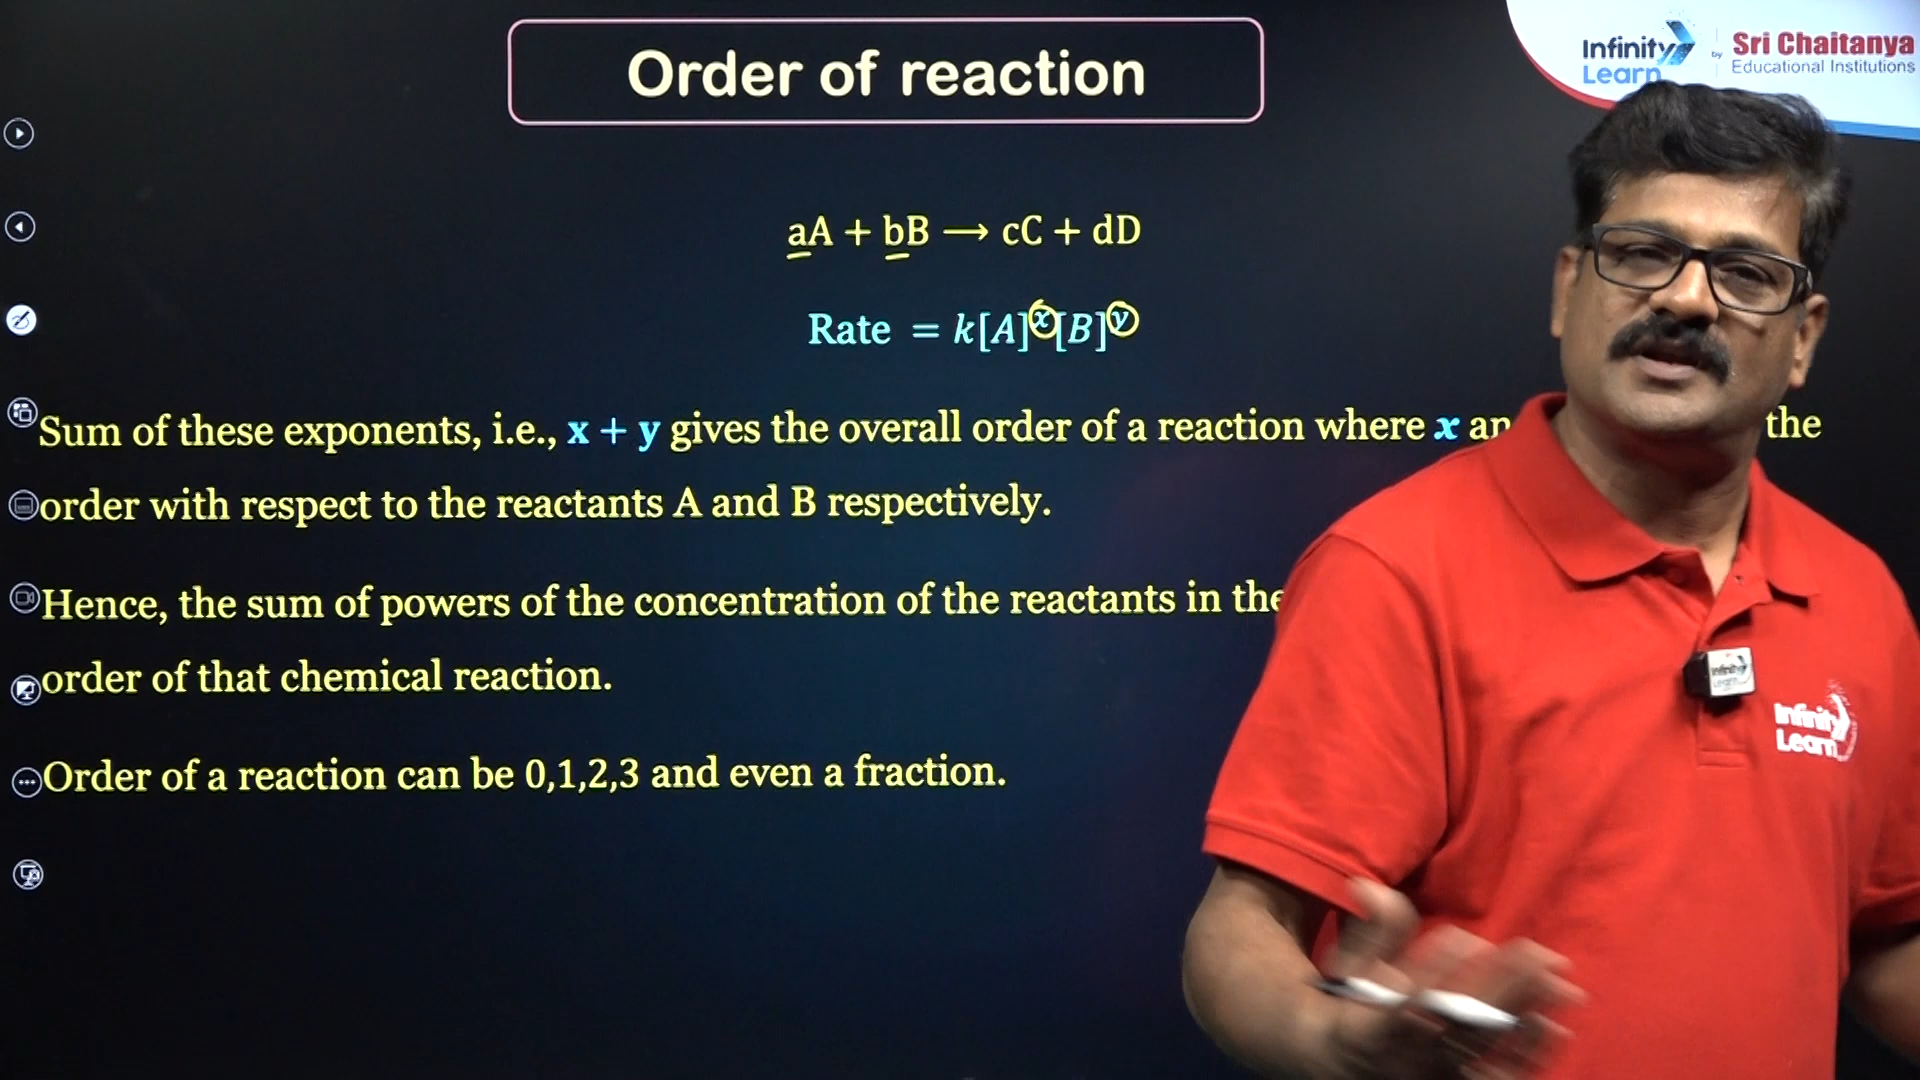 Order of reaction
Infinity Learn by Sri Chaitanya Educational Institutions
aA + bB ⟶ cC + dD
Rate = k[A]ˣ[B]ʸ
Sum of these exponents, i.e., x + y gives the overall order of a reaction where x an the
order with respect to the reactants A and B respectively.
Hence, the sum of powers of the concentration of the reactants in the
order of that chemical reaction.
Order of a reaction can be 0,1,2,3 and even a fraction.
Infinity Learn
Infinity Learn